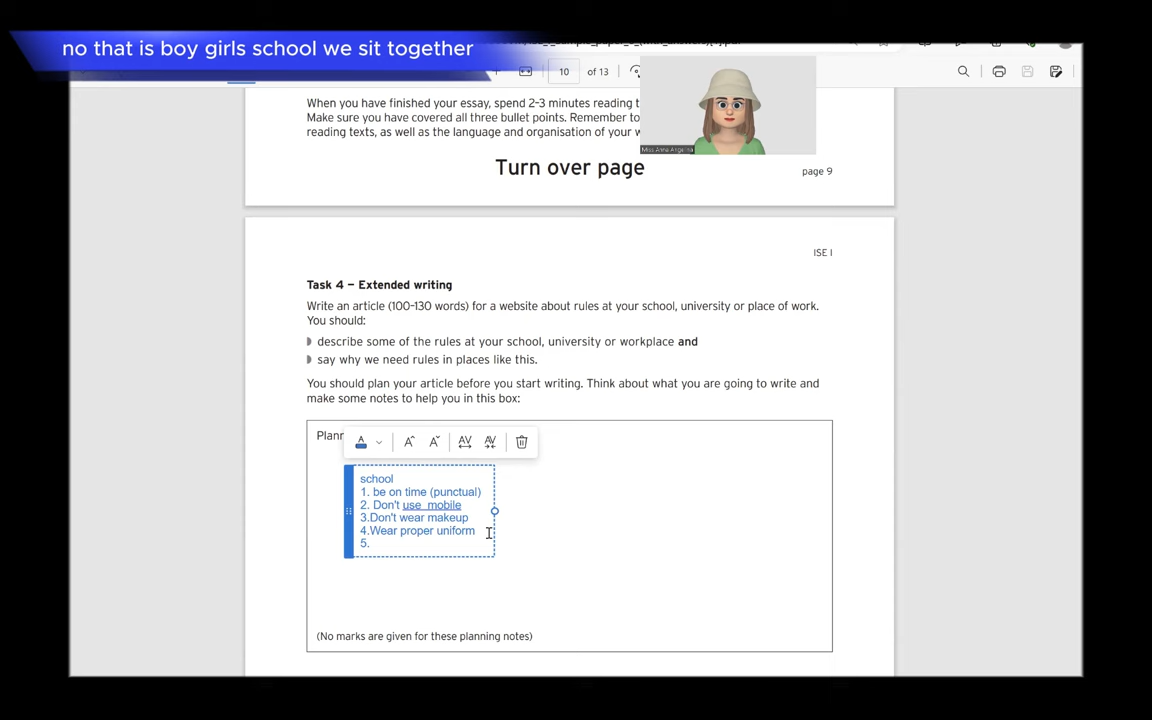 no that is boy girls school we sit together
10 of 13
When you have finished your essay, spend 2-3 minutes reading
Make sure you have covered all three bullet points. Remember to
reading texts, as well as the language and organisation of your
Miss Anne Angelina
Turn over page
page 9
ISE I
Task 4 – Extended writing
Write an article (100-130 words) for a website about rules at your school, university or place of work.
You should:
describe some of the rules at your school, university or workplace and
say why we need rules in places like this.
You should plan your article before you start writing. Think about what you are going to write and
make some notes to help you in this box:
Plann
school
1. be on time (punctual)
2. Don't use mobile
3.Don't wear makeup
4.Wear proper uniform
5.
(No marks are given for these planning notes)